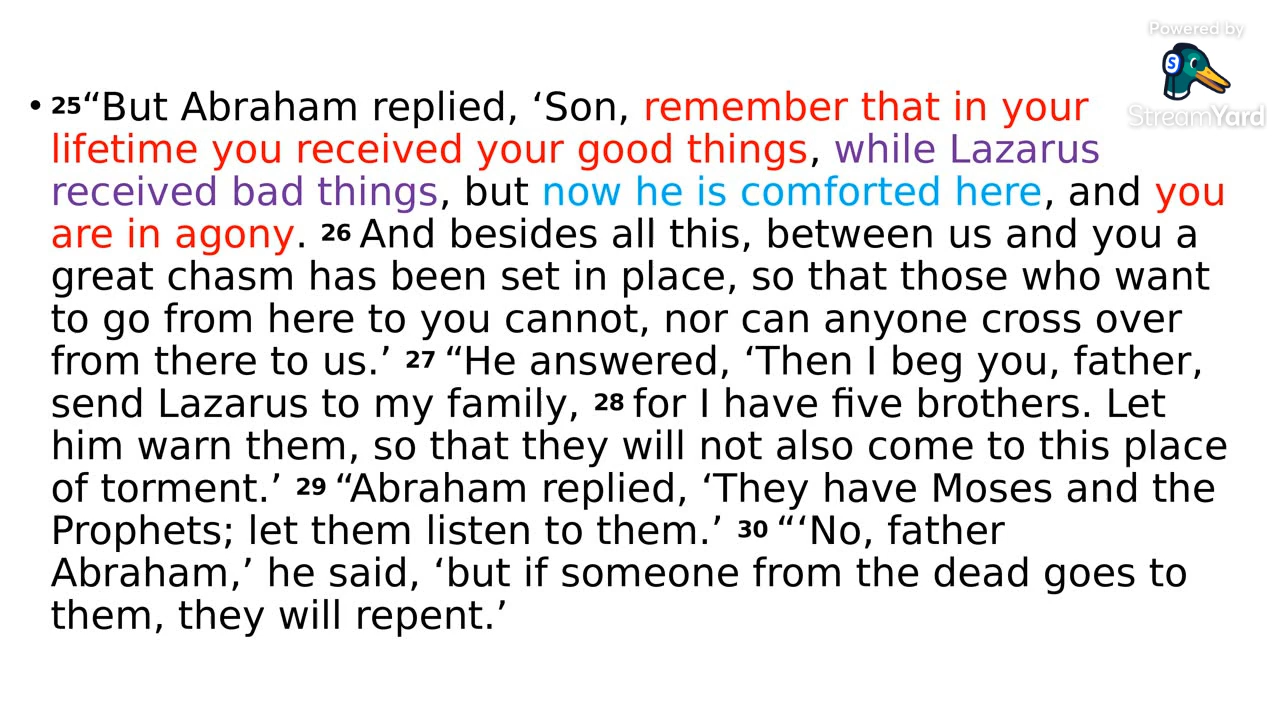 Powered by
S
StreamYard
• 25“But Abraham replied, ‘Son, remember that in your
lifetime you received your good things, while Lazarus
received bad things, but now he is comforted here, and you
are in agony. 26 And besides all this, between us and you a
great chasm has been set in place, so that those who want
to go from here to you cannot, nor can anyone cross over
from there to us.’ 27 “He answered, ‘Then I beg you, father,
send Lazarus to my family, 28 for I have five brothers. Let
him warn them, so that they will not also come to this place
of torment.’ 29 “Abraham replied, ‘They have Moses and the
Prophets; let them listen to them.’ 30 “‘No, father
Abraham,’ he said, ‘but if someone from the dead goes to
them, they will repent.’